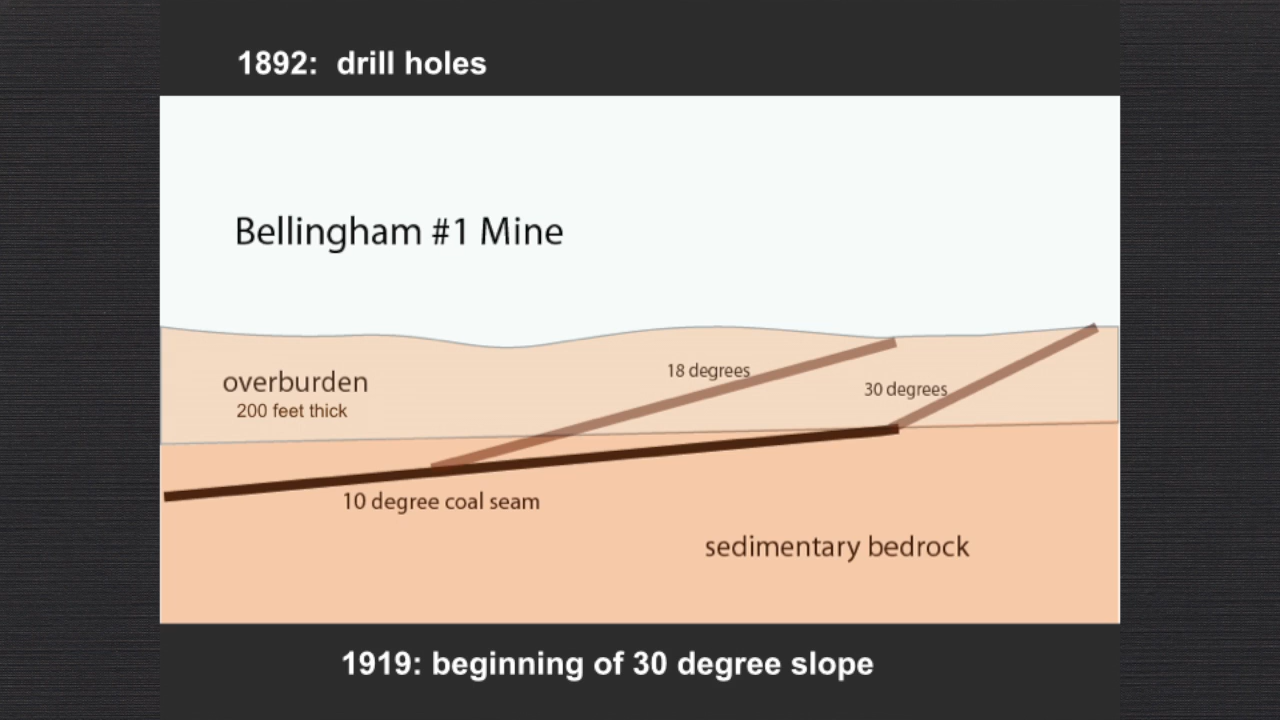 1892:  drill holes
Bellingham #1 Mine
18 degrees
overburden
30 degrees
200 feet thick
10 degree coal seam
sedimentary bedrock
1919: beginning of 30 degree slope